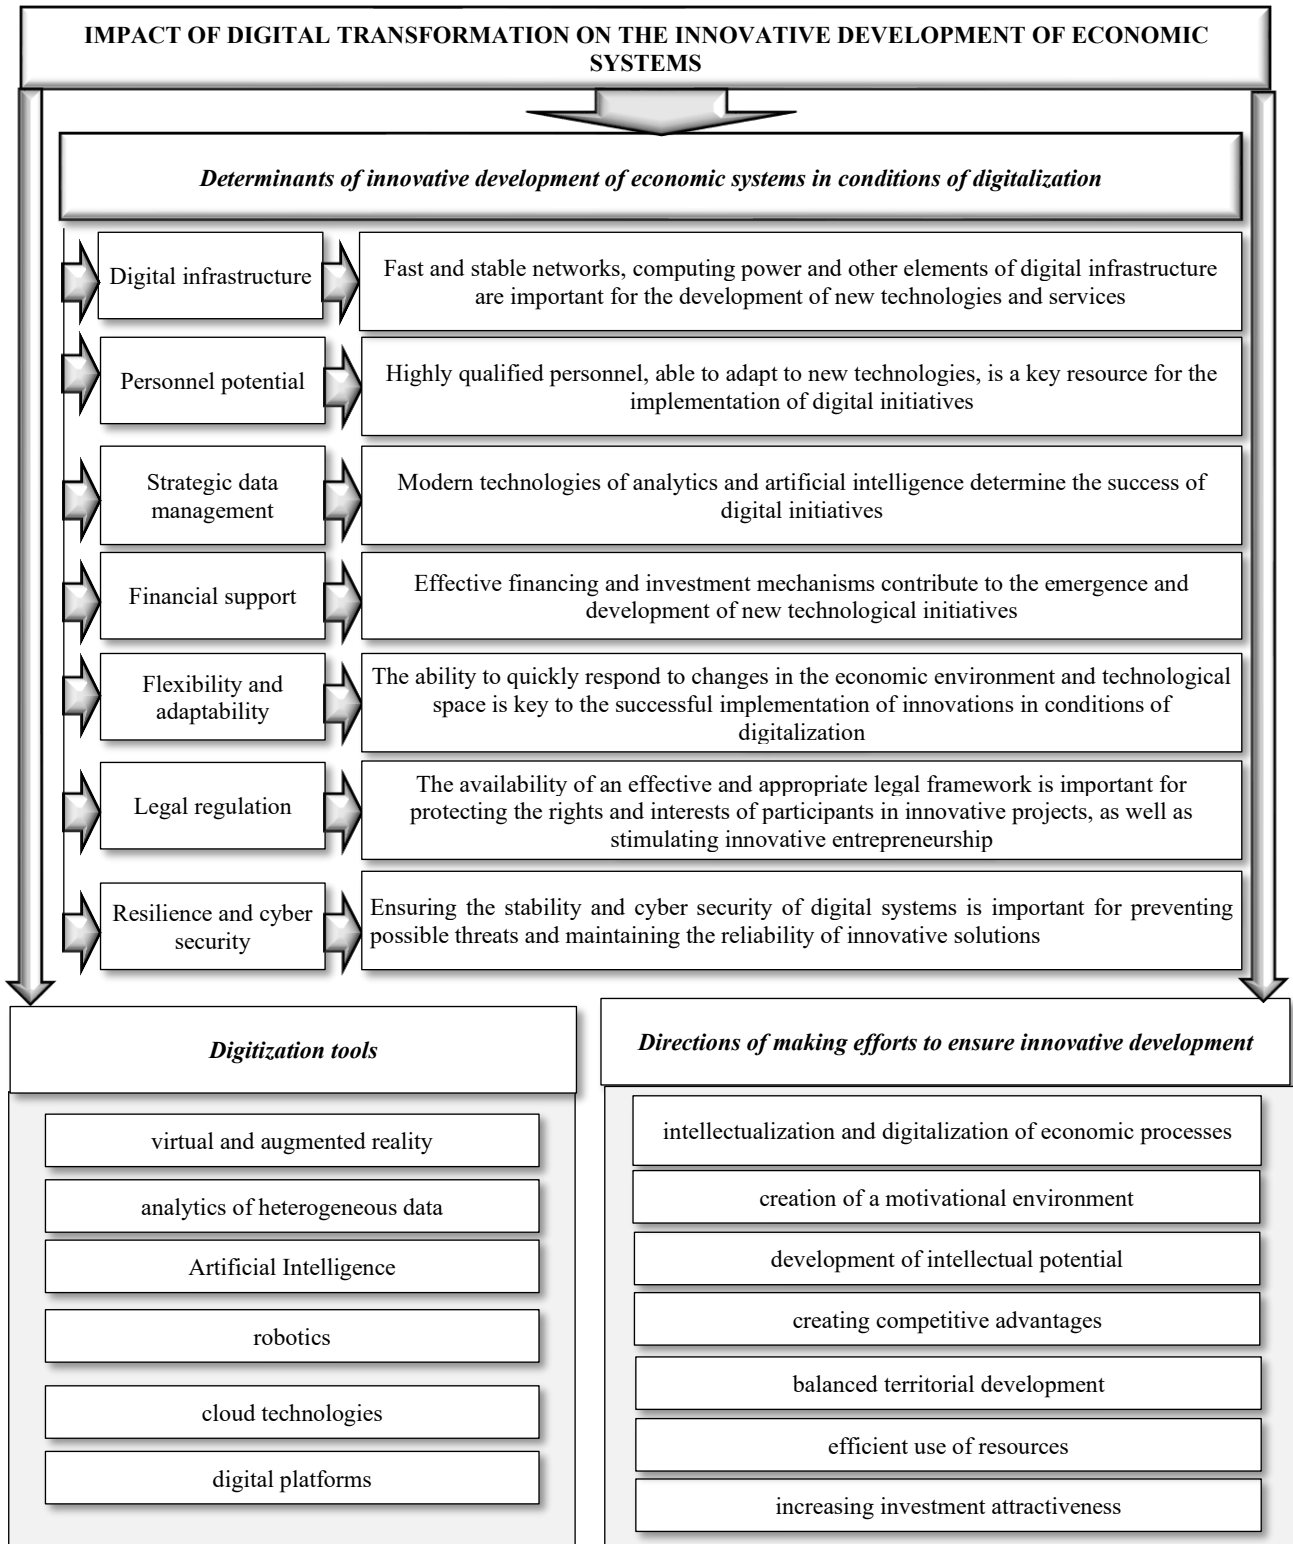 IMPACT OF DIGITAL TRANSFORMATION ON THE INNOVATIVE DEVELOPMENT OF ECONOMIC
SYSTEMS
Determinants of innovative development of economic systems in conditions of digitalization
Digital infrastructure
Fast and stable networks, computing power and other elements of digital infrastructure
are important for the development of new technologies and services
Personnel potential
Highly qualified personnel, able to adapt to new technologies, is a key resource for the
implementation of digital initiatives
Strategic data
management
Modern technologies of analytics and artificial intelligence determine the success of
digital initiatives
Financial support
Effective financing and investment mechanisms contribute to the emergence and
development of new technological initiatives
Flexibility and
adaptability
The ability to quickly respond to changes in the economic environment and technological
space is key to the successful implementation of innovations in conditions of
digitalization
Legal regulation
The availability of an effective and appropriate legal framework is important for
protecting the rights and interests of participants in innovative projects, as well as
stimulating innovative entrepreneurship
Resilience and cyber
security
Ensuring the stability and cyber security of digital systems is important for preventing
possible threats and maintaining the reliability of innovative solutions
Digitization tools
virtual and augmented reality
analytics of heterogeneous data
Artificial Intelligence
robotics
cloud technologies
digital platforms
Directions of making efforts to ensure innovative development
intellectualization and digitalization of economic processes
creation of a motivational environment
development of intellectual potential
creating competitive advantages
balanced territorial development
efficient use of resources
increasing investment attractiveness